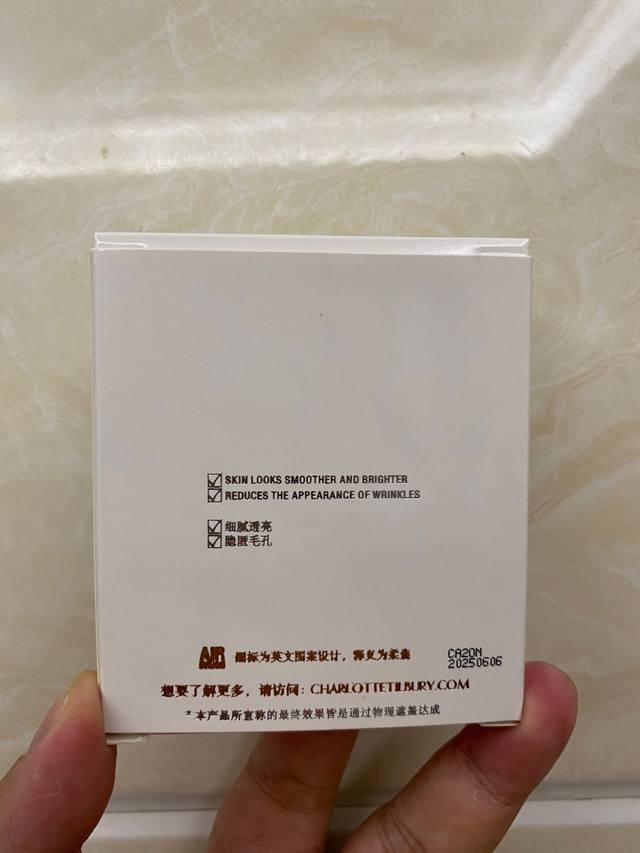 SKIN LOOKS SMOOTHER AND BRIGHTER
REDUCES THE APPEARANCE OF WRINKLES
细腻透亮
隐匿毛孔
AIR 图标为英文图案设计,释义为柔焦
CA20N
20250606
想要了解更多,请访问:CHARLOTTETILBURY.COM
*本产品所宣称的最终效果皆是通过物理遮盖达成